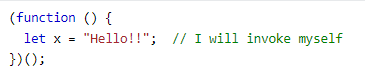 (function () {
  let x = "Hello!!";  // I will invoke myself
})();